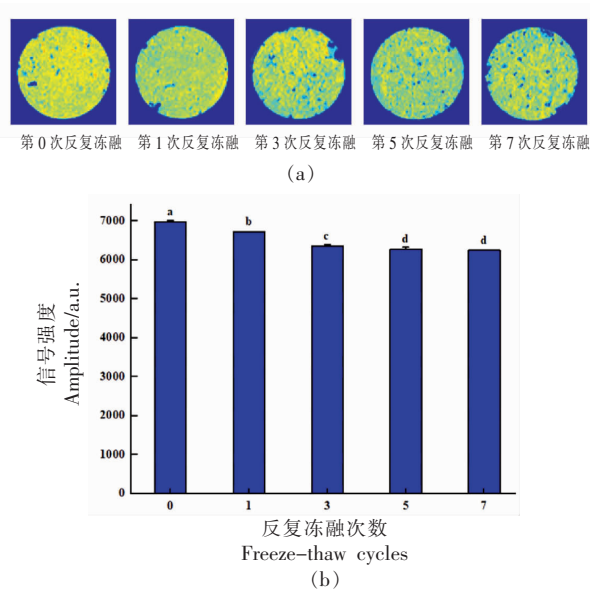 第0次反复冻融 第1次反复冻融 第3次反复冻融 第5次反复冻融 第7次反复冻融
(a)
7000
6000
5000
4000
3000
2000
1000
0
a b c d d
0 1 3 5 7
信号强度
Amplitude/a.u.
反复冻融次数
Freeze-thaw cycles
(b)